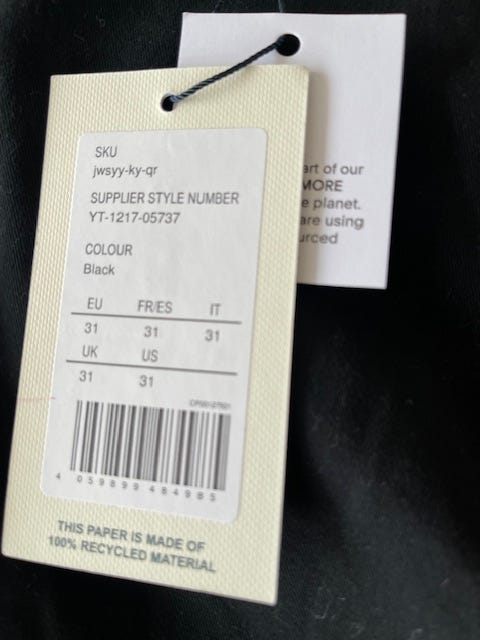 SKU
jwsyy-ky-qr
SUPPLIER STYLE NUMBER
YT-1217-05737
COLOUR
Black
EU FR/ES IT
31 31 31
UK US
31 31
4 059899 484985
THIS PAPER IS MADE OF
100% RECYCLED MATERIAL
art of our
MORE
planet.
are using